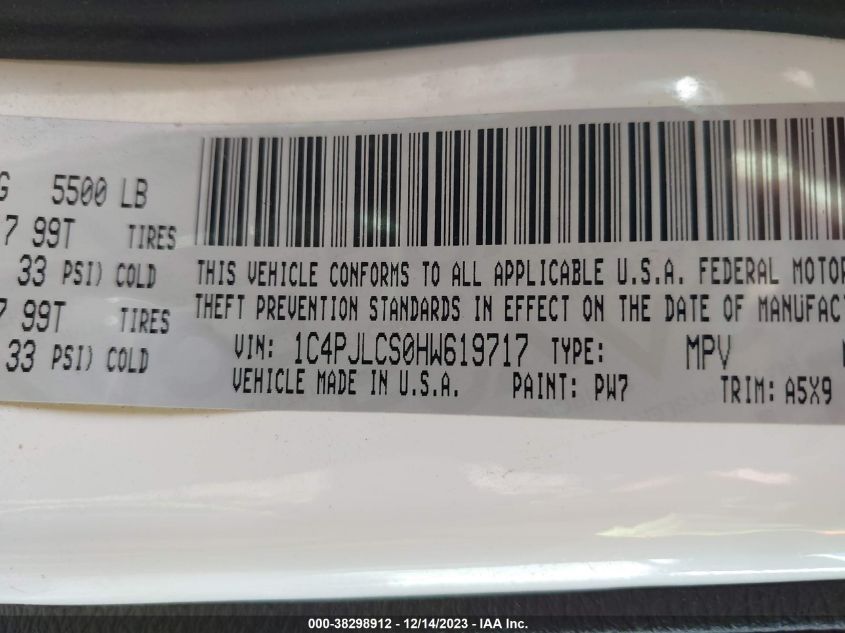 G 5500 LB
7 99T TIRES
33 PSI) COLD
7 99T TIRES
33 PSI) COLD
THIS VEHICLE CONFORMS TO ALL APPLICABLE U.S.A. FEDERAL MOTOR
THEFT PREVENTION STANDARDS IN EFFECT ON THE DATE OF MANUFAC
VIN: 1C4PJLCS0HW619717 TYPE: MPV
VEHICLE MADE IN U.S.A. PAINT: PW7 TRIM: A5X9
000-38298912 - 12/14/2023 - IAA Inc.